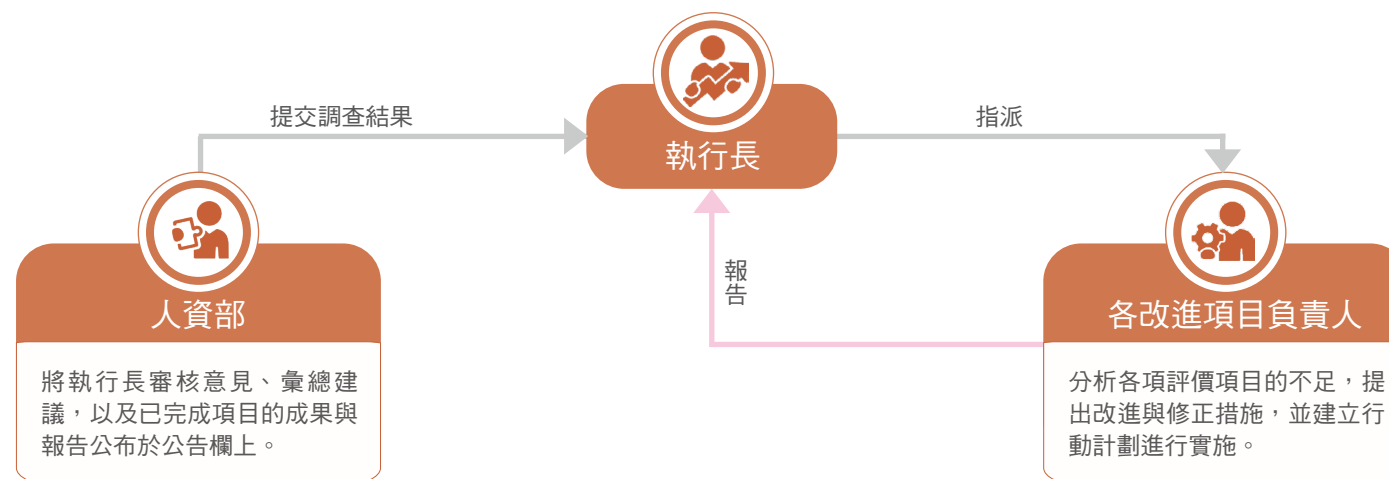 提交調查結果
指派
執行長
報告
人資部
將執行長審核意見、彙總建
議，以及已完成項目的成果與
報告公布於公告欄上。
各改進項目負責人
分析各項評價項目的不足，提
出改進與修正措施，並建立行
動計劃進行實施。